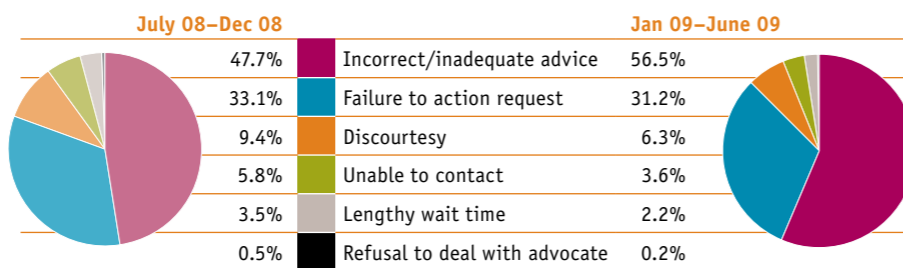 July 08–Dec 08 Jan 09–June 09
47.7% Incorrect/inadequate advice 56.5%
33.1% Failure to action request 31.2%
9.4% Discourtesy 6.3%
5.8% Unable to contact 3.6%
3.5% Lengthy wait time 2.2%
0.5% Refusal to deal with advocate 0.2%